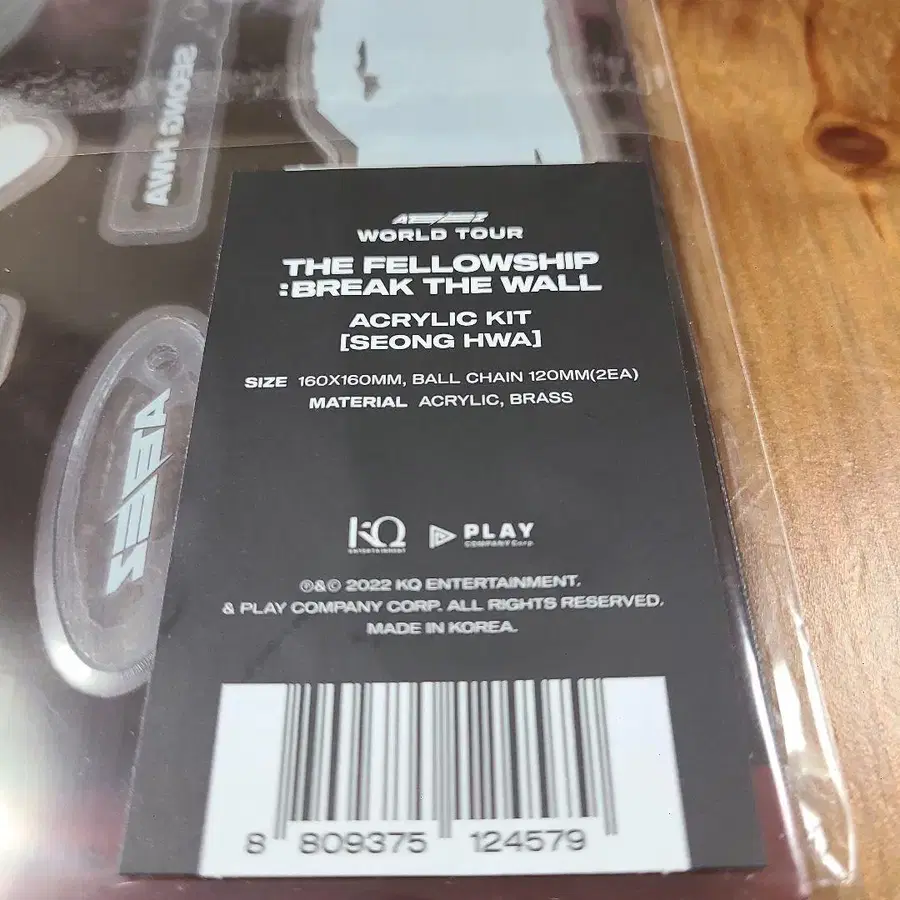 SEONG HWA
ATEEZ
ATEEZ
WORLD TOUR
THE FELLOWSHIP
:BREAK THE WALL
ACRYLIC KIT
[SEONG HWA]
SIZE 160X160MM, BALL CHAIN 120MM(2EA)
MATERIAL ACRYLIC, BRASS
KQ
ENTERTAINMENT
PLAY
COMPANY Corp.
℗&© 2022 KQ ENTERTAINMENT.
& PLAY COMPANY CORP. ALL RIGHTS RESERVED.
MADE IN KOREA.
8 809375 124579